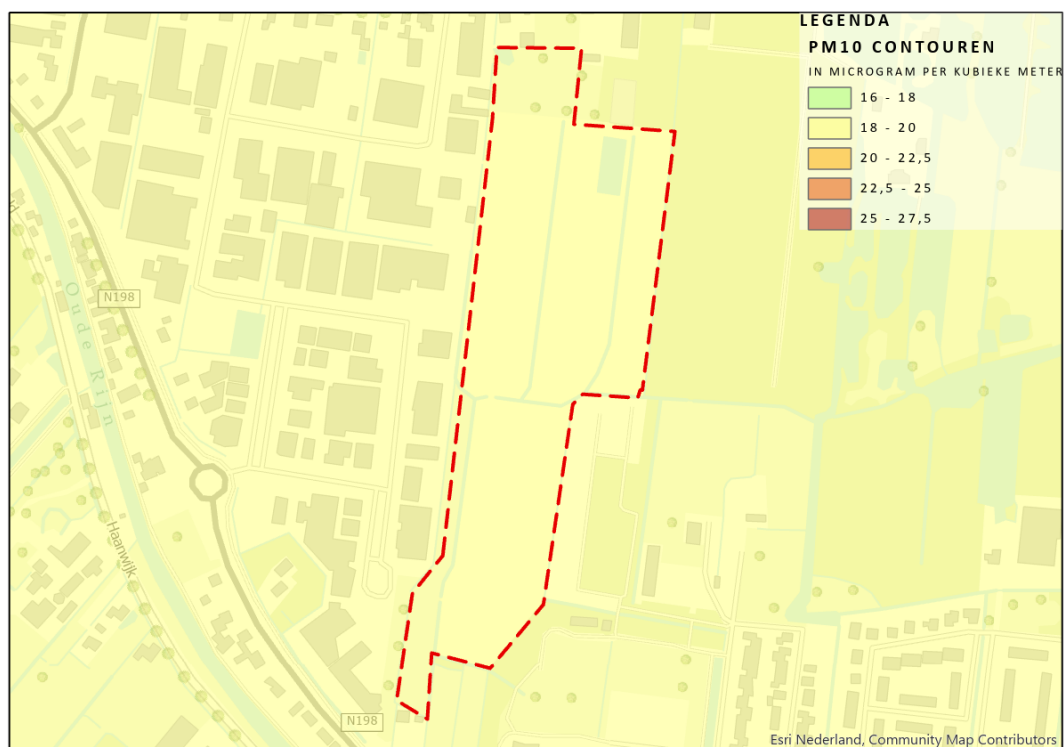 LEGENDA
PM10 CONTOUREN
IN MICROGRAM PER KUBIEKE METER
16 - 18
18 - 20
20 - 22,5
22,5 - 25
25 - 27,5
N198
Oude Rijn
Haanwijk
N198
Esri Nederland, Community Map Contributors